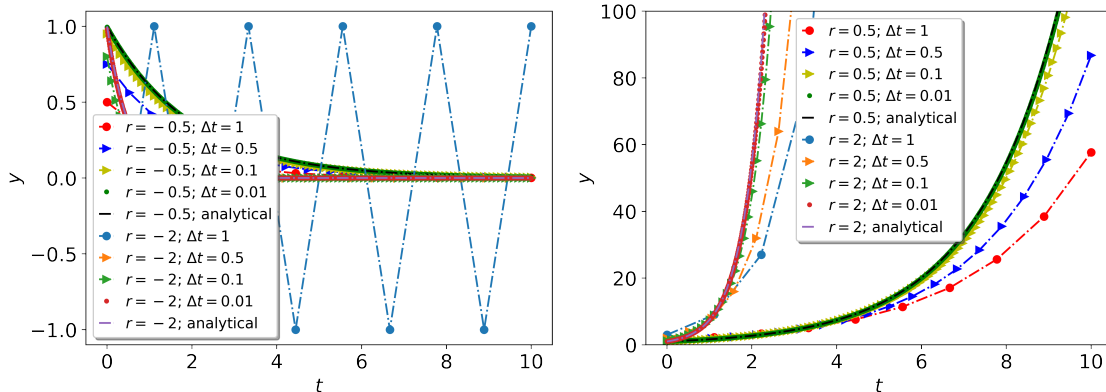 1.0
0.5
0.0
−0.5
−1.0
y
r = −0.5; Δt = 1
r = −0.5; Δt = 0.5
r = −0.5; Δt = 0.1
r = −0.5; Δt = 0.01
r = −0.5; analytical
r = −2; Δt = 1
r = −2; Δt = 0.5
r = −2; Δt = 0.1
r = −2; Δt = 0.01
r = −2; analytical
0 2 4 6 8 10
t
100
80
60
40
20
0
y
r = 0.5; Δt = 1
r = 0.5; Δt = 0.5
r = 0.5; Δt = 0.1
r = 0.5; Δt = 0.01
r = 0.5; analytical
r = 2; Δt = 1
r = 2; Δt = 0.5
r = 2; Δt = 0.1
r = 2; Δt = 0.01
r = 2; analytical
0 2 4 6 8 10
t